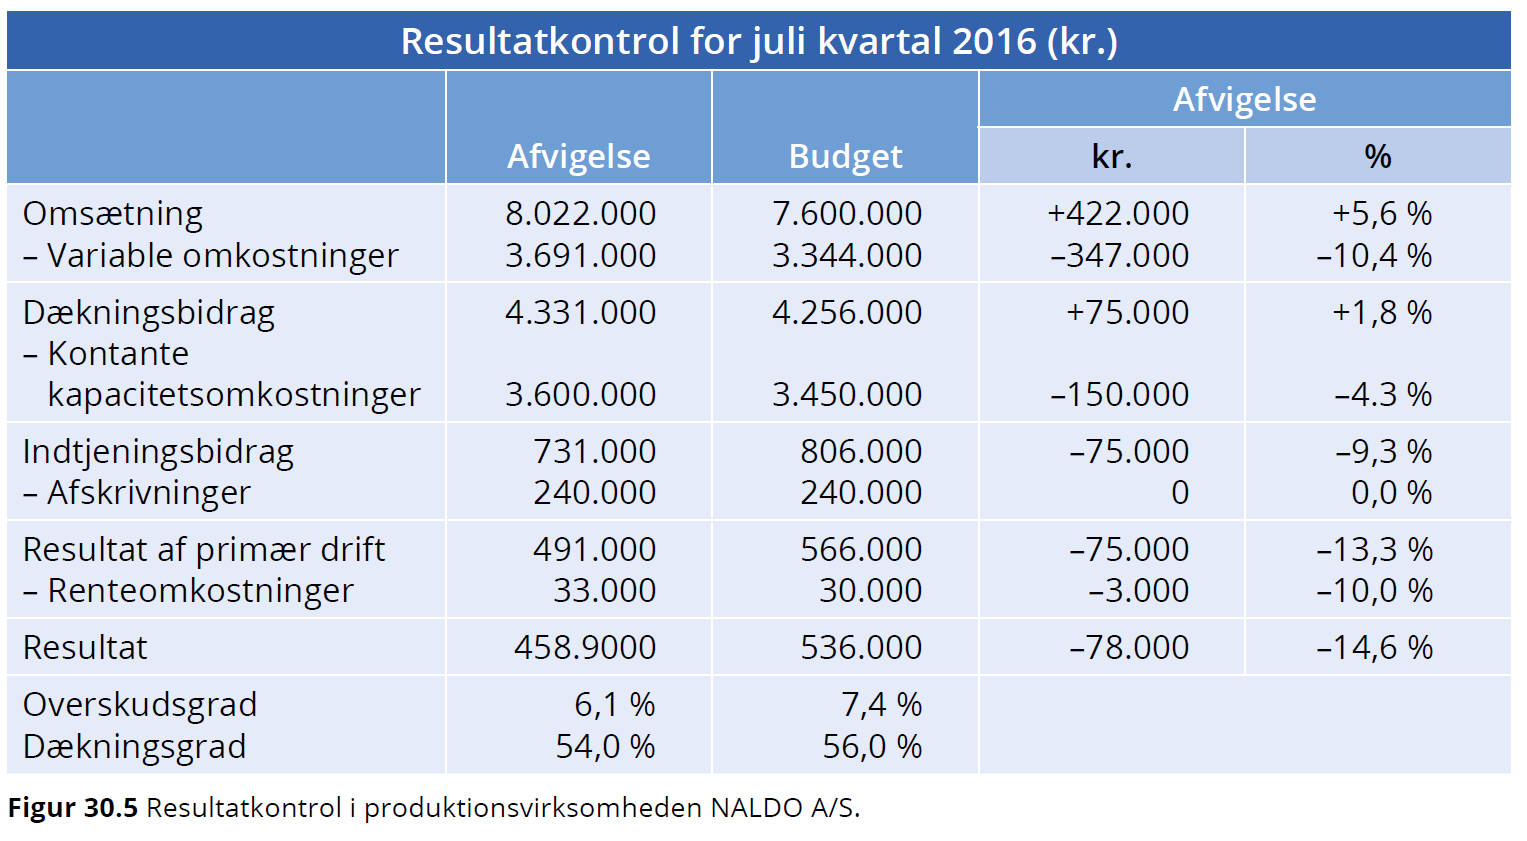 Resultatkontrol for juli kvartal 2016 (kr.)
Afvigelse
Afvigelse Budget kr. %
Omsætning 8.022.000 7.600.000 +422.000 +5,6 %
– Variable omkostninger 3.691.000 3.344.000 –347.000 –10,4 %
Dækningsbidrag 4.331.000 4.256.000 +75.000 +1,8 %
– Kontante
kapacitetsomkostninger 3.600.000 3.450.000 –150.000 –4.3 %
Indtjeningsbidrag 731.000 806.000 –75.000 –9,3 %
– Afskrivninger 240.000 240.000 0 0,0 %
Resultat af primær drift 491.000 566.000 –75.000 –13,3 %
– Renteomkostninger 33.000 30.000 –3.000 –10,0 %
Resultat 458.9000 536.000 –78.000 –14,6 %
Overskudsgrad 6,1 % 7,4 %
Dækningsgrad 54,0 % 56,0 %
Figur 30.5 Resultatkontrol i produktionsvirksomheden NALDO A/S.